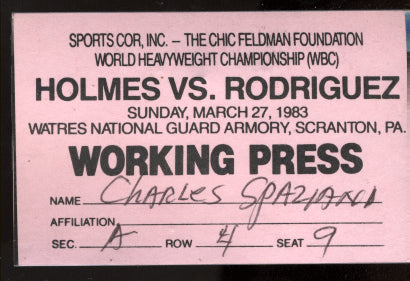 SPORTS COR, INC. – THE CHIC FELDMAN FOUNDATION
WORLD HEAVYWEIGHT CHAMPIONSHIP (WBC)
HOLMES VS. RODRIGUEZ
SUNDAY, MARCH 27, 1983
WATRES NATIONAL GUARD ARMORY, SCRANTON, PA.
WORKING PRESS
NAME CHARLES SPAZIANI
AFFILIATION
SEC. A ROW 4 SEAT 9